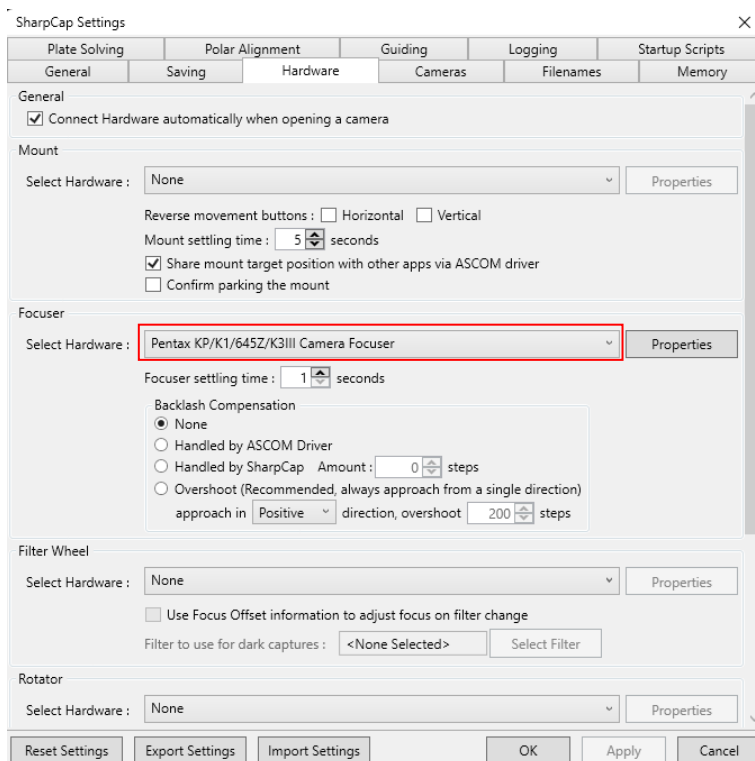 SharpCap Settings
Plate Solving Polar Alignment Guiding Logging Startup Scripts
General Saving Hardware Cameras Filenames Memory
General
Connect Hardware automatically when opening a camera
Mount
Select Hardware : None Properties
Reverse movement buttons : Horizontal Vertical
Mount settling time : 5 seconds
Share mount target position with other apps via ASCOM driver
Confirm parking the mount
Focuser
Select Hardware : Pentax KP/K1/645Z/K3III Camera Focuser Properties
Focuser settling time : 1 seconds
Backlash Compensation
None
Handled by ASCOM Driver
Handled by SharpCap Amount : 0 steps
Overshoot (Recommended, always approach from a single direction)
approach in Positive direction, overshoot 200 steps
Filter Wheel
Select Hardware : None Properties
Use Focus Offset information to adjust focus on filter change
Filter to use for dark captures : <None Selected> Select Filter
Rotator
Select Hardware : None Properties
Reset Settings Export Settings Import Settings OK Apply Cancel